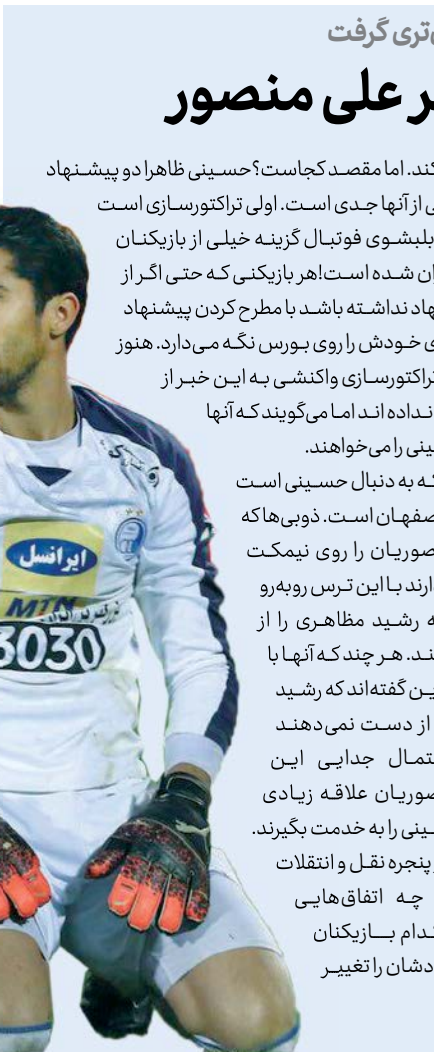 تری گرفت
ر علی منصور
کند. اما مقصد کجاست؟ حسینی ظاهرا دو پیشنهاد
ی از آنها جدی است. اولی تراکتورسازی است
بلبشوی فوتبال گزینه خیلی از بازیکنان
ان شده است! هر بازیکنی که حتی اگر از
هاد نداشته باشد با مطرح کردن پیشنهاد
ی خودش را روی بورس نگه می‌دارد. هنوز
تراکتورسازی واکنشی به این خبر از
نداده اند اما می‌گویند که آنها
ینی را می‌خواهند.
که به دنبال حسینی است
صفهان است. ذوبی‌ها که
صوریان را روی نیمکت
ارند با این ترس روبه‌رو
ه رشید مظاهری را از
ند. هر چند که آنها با
ین گفته‌اند که رشید
از دست نمی‌دهند
تمال جدایی این
صوریان علاقه زیادی
ینی را به خدمت بگیرند.
پنجره نقل و انتقلات
چه اتفاق‌هایی
دام بازیکنان
دشان را تغییر
ایرانسل
MTN
3030